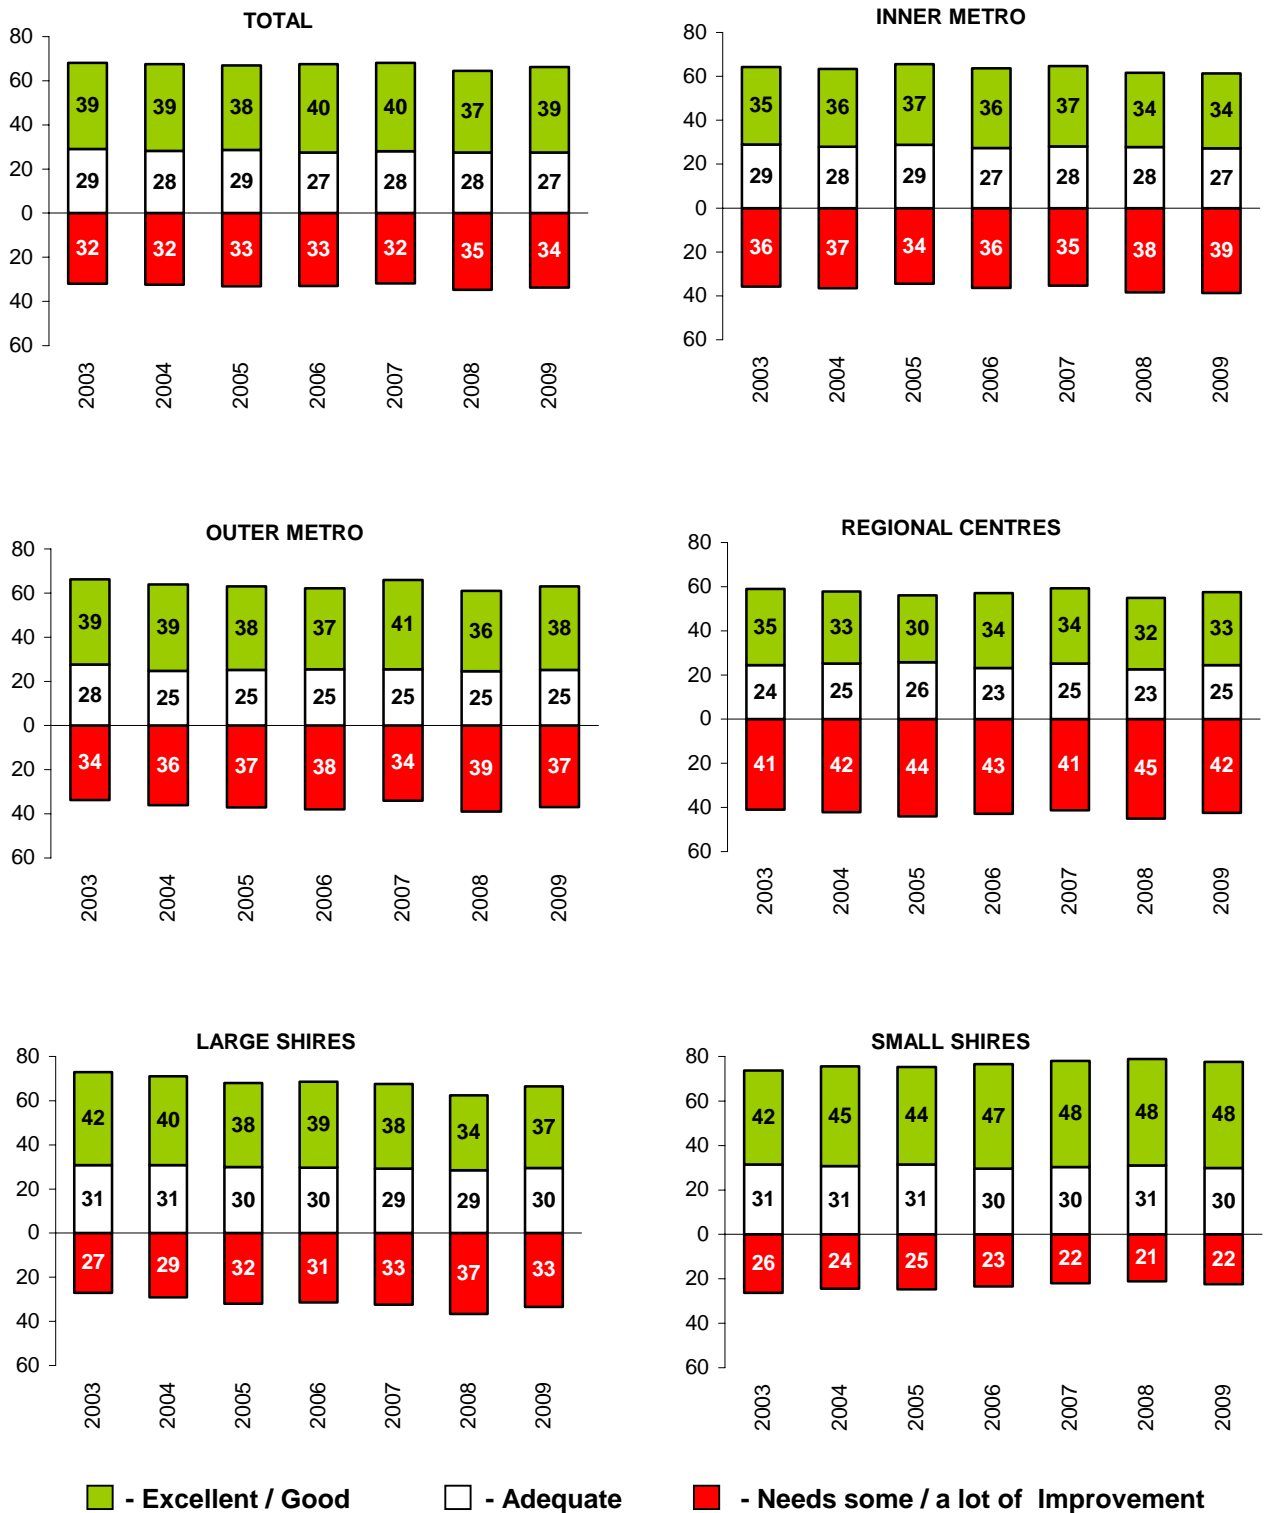 TOTAL
80
60
40
20
0
20
40
60
39 39 38 40 40 37 39
29 28 29 27 28 28 27
32 32 33 33 32 35 34
2003 2004 2005 2006 2007 2008 2009
INNER METRO
80
60
40
20
0
20
40
60
35 36 37 36 37 34 34
29 28 29 27 28 28 27
36 37 34 36 35 38 39
2003 2004 2005 2006 2007 2008 2009
OUTER METRO
80
60
40
20
0
20
40
60
39 39 38 37 41 36 38
28 25 25 25 25 25 25
34 36 37 38 34 39 37
2003 2004 2005 2006 2007 2008 2009
REGIONAL CENTRES
80
60
40
20
0
20
40
60
35 33 30 34 34 32 33
24 25 26 23 25 23 25
41 42 44 43 41 45 42
2003 2004 2005 2006 2007 2008 2009
LARGE SHIRES
80
60
40
20
0
20
40
60
42 40 38 39 38 34 37
31 31 30 30 29 29 30
27 29 32 31 33 37 33
2003 2004 2005 2006 2007 2008 2009
SMALL SHIRES
80
60
40
20
0
20
40
60
42 45 44 47 48 48 48
31 31 31 30 30 31 30
26 24 25 23 22 21 22
2003 2004 2005 2006 2007 2008 2009
- Excellent / Good - Adequate - Needs some / a lot of Improvement